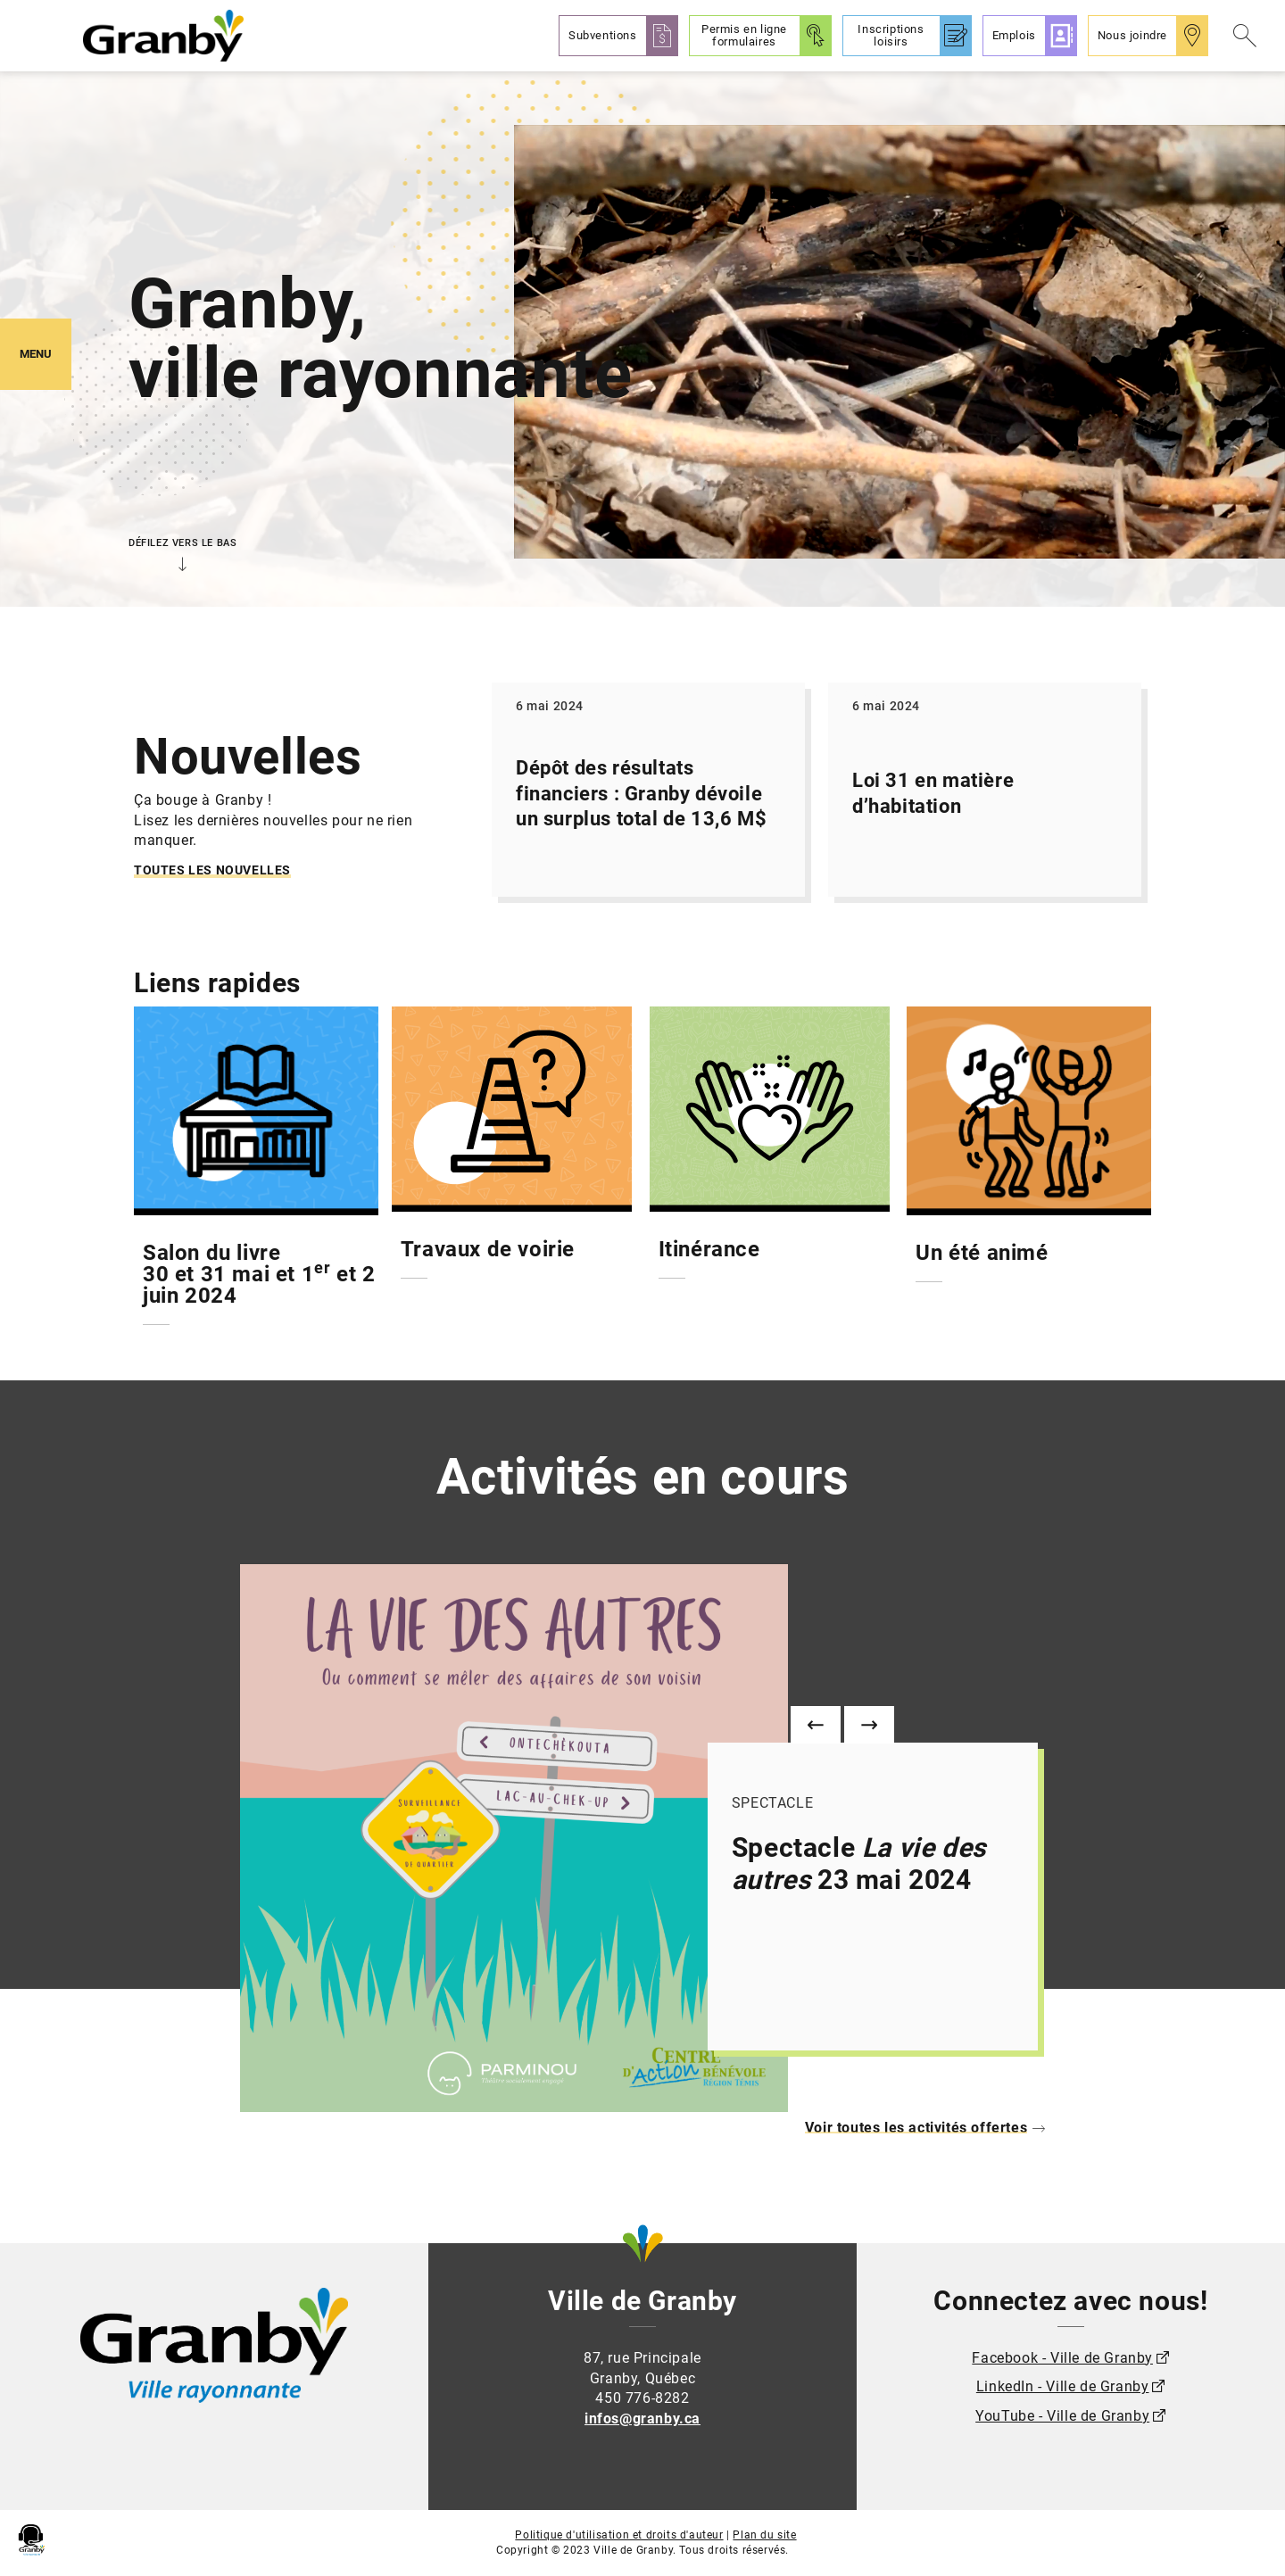 Granby
Subventions
Permis en ligne
formulaires
Inscriptions
loisirs
Emplois
Nous joindre
MENU
Granby,
ville rayonnante
DÉFILEZ VERS LE BAS
Nouvelles
Ça bouge à Granby !
Lisez les dernières nouvelles pour ne rien
manquer.
TOUTES LES NOUVELLES
6 mai 2024
Dépôt des résultats
financiers : Granby dévoile
un surplus total de 13,6 M$
6 mai 2024
Loi 31 en matière
d’habitation
Liens rapides
Salon du livre
30 et 31 mai et 1er et 2
juin 2024
Travaux de voirie
Itinérance
Un été animé
Activités en cours
LA VIE DES AUTRES
Ou comment se mêler des affaires de son voisin
ONTECHÈKOUTA
LAC-AU-CHEK-UP
SURVEILLANCE
DE QUARTIER
PARMINOU
Théâtre socialement engagé
CENTRE
D'Action BÉNÉVOLE
RÉGION TÉMIS
SPECTACLE
Spectacle La vie des
autres 23 mai 2024
Voir toutes les activités offertes
Granby
Ville rayonnante
Ville de Granby
87, rue Principale
Granby, Québec
450 776-8282
infos@granby.ca
Connectez avec nous!
Facebook - Ville de Granby
LinkedIn - Ville de Granby
YouTube - Ville de Granby
Granby
Politique d'utilisation et droits d'auteur | Plan du site
Copyright © 2023 Ville de Granby. Tous droits réservés.